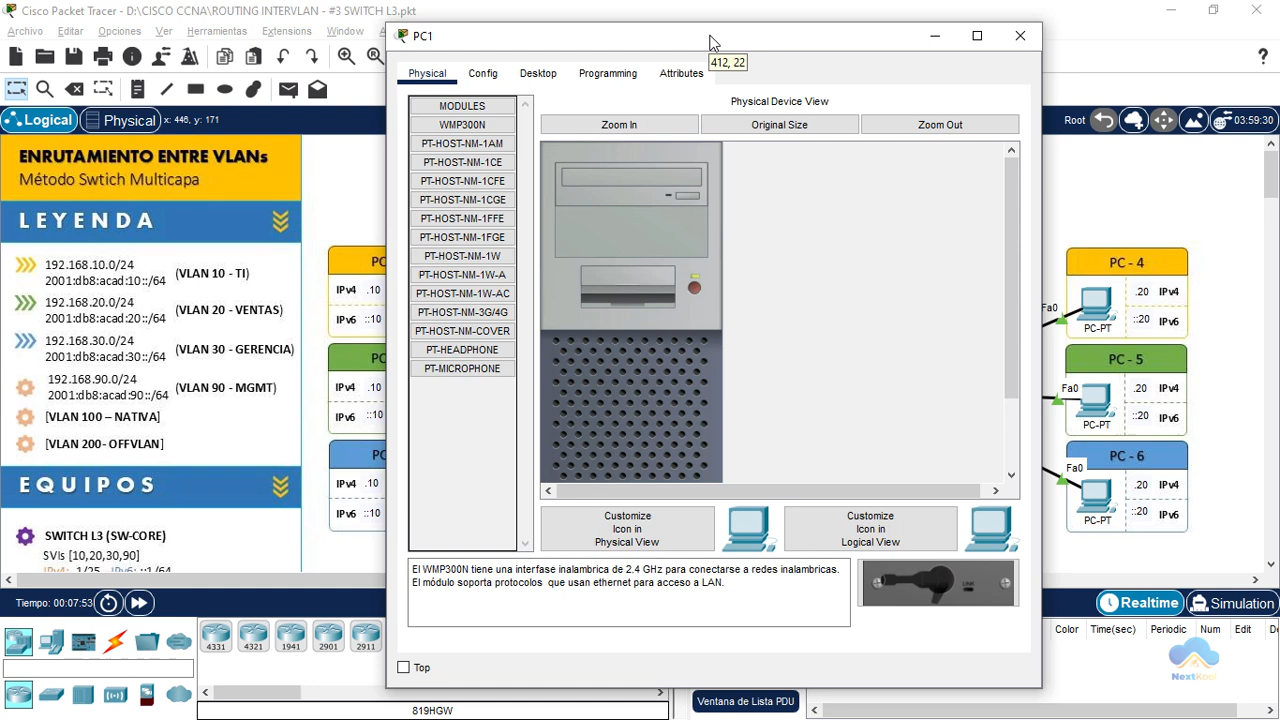 Cisco Packet Tracer - D:\CISCO CCNA\ROUTING INTERVLAN - #3 SWITCH L3.pkt
Archivo Editar Opciones Ver Herramientas Extensions Window
PC1
412, 22
Physical Config Desktop Programming Attributes
Logical Physical x: 446, y: 171
Root 03:59:30
ENRUTAMIENTO ENTRE VLANs
Método Swtich Multicapa
LEYENDA
192.168.10.0/24
2001:db8:acad:10::/64
(VLAN 10 - TI)
192.168.20.0/24
2001:db8:acad:20::/64
(VLAN 20 - VENTAS)
192.168.30.0/24
2001:db8:acad:30::/64
(VLAN 30 - GERENCIA)
192.168.90.0/24
2001:db8:acad:90::/64
(VLAN 90 - MGMT)
[VLAN 100 – NATIVA]
[VLAN 200- OFFVLAN]
EQUIPOS
SWITCH L3 (SW-CORE)
SVIs [10,20,30,90]
PC
IPv4 .10
IPv6 ::10
PC
IPv4 .10
IPv6 ::10
PC
IPv4 .10
IPv6 ::10
MODULES
WMP300N
PT-HOST-NM-1AM
PT-HOST-NM-1CE
PT-HOST-NM-1CFE
PT-HOST-NM-1CGE
PT-HOST-NM-1FFE
PT-HOST-NM-1FGE
PT-HOST-NM-1W
PT-HOST-NM-1W-A
PT-HOST-NM-1W-AC
PT-HOST-NM-3G/4G
PT-HOST-NM-COVER
PT-HEADPHONE
PT-MICROPHONE
Physical Device View
Zoom In Original Size Zoom Out
Customize
Icon in
Physical View
Customize
Icon in
Logical View
El WMP300N tiene una interfase inalambrica de 2.4 GHz para conectarse a redes inalambricas.
El módulo soporta protocolos que usan ethernet para acceso a LAN.
LINK
Top
PC - 4
Fa0
.20 IPv4
::20 IPv6
PC-PT
PC - 5
Fa0
.20 IPv4
::20 IPv6
PC-PT
PC - 6
Fa0
.20 IPv4
::20 IPv6
PC-PT
Tiempo: 00:07:53
Realtime Simulation
4331 4321 1941 2901 2911
819HGW
Ventana de Lista PDU
Color Time(sec) Periodic Num Edit
NextKool